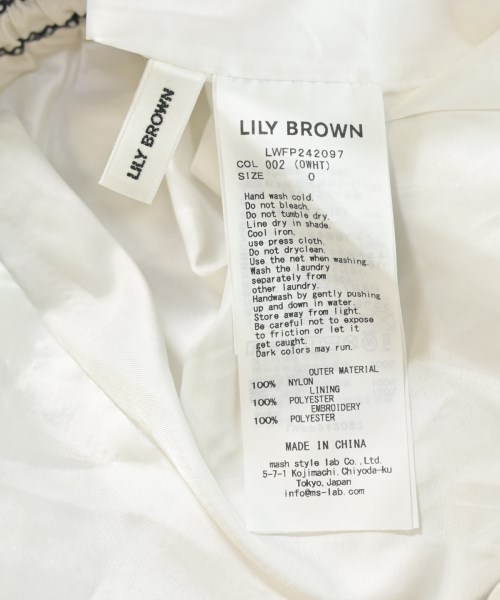 LILY BROWN
LILY BROWN
LWFP242097
COL 002 (OWHT)
SIZE 0
Hand wash cold.
Do not bleach.
Do not tumble dry.
Line dry in shade.
Cool iron.
use press cloth.
Do not dryclean.
Use the net when washing.
Wash the laundry
separately from
other laundry.
Handwash by gently pushing
up and down in water.
Store away from light.
Be careful not to expose
to friction or let it
get caught.
Dark colors may run.
OUTER MATERIAL
100% NYLON
LINING
100% POLYESTER
EMBROIDERY
100% POLYESTER
MADE IN CHINA
mash style lab Co., Ltd.
5-7-1 Kojimachi. Chiyoda-ku
Tokyo, Japan
info@ms-lab.com